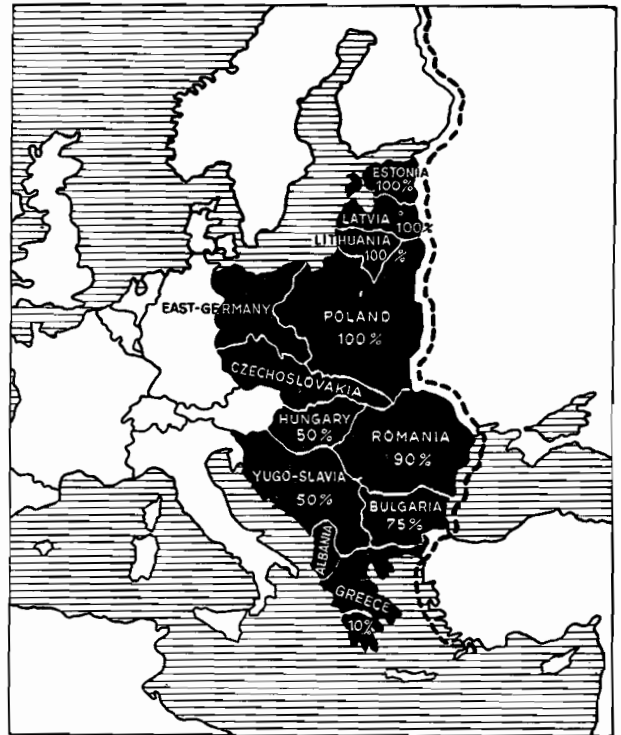 ESTONIA
100%
LATVIA 100%
LITHUANIA
100%
EAST-GERMANY
POLAND
100%
CZECHOSLOVAKIA
HUNGARY
50%
ROMANIA
90%
YUGO-SLAVIA
50%
BULGARIA
75%
ALBANIA
GREECE
10%